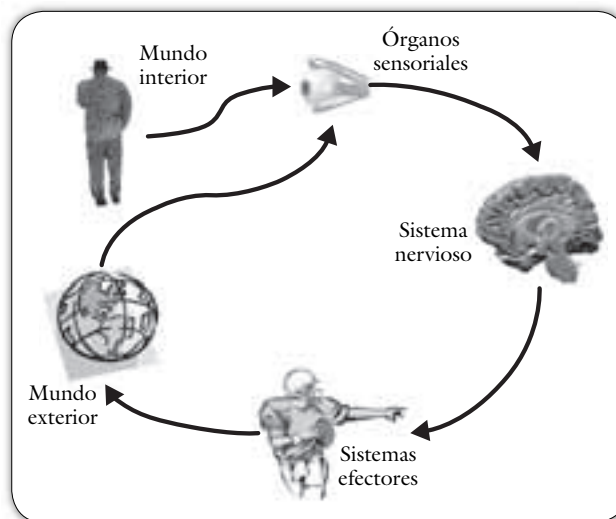 Mundo
interior
Órganos
sensoriales
Sistema
nervioso
Mundo
exterior
Sistemas
efectores